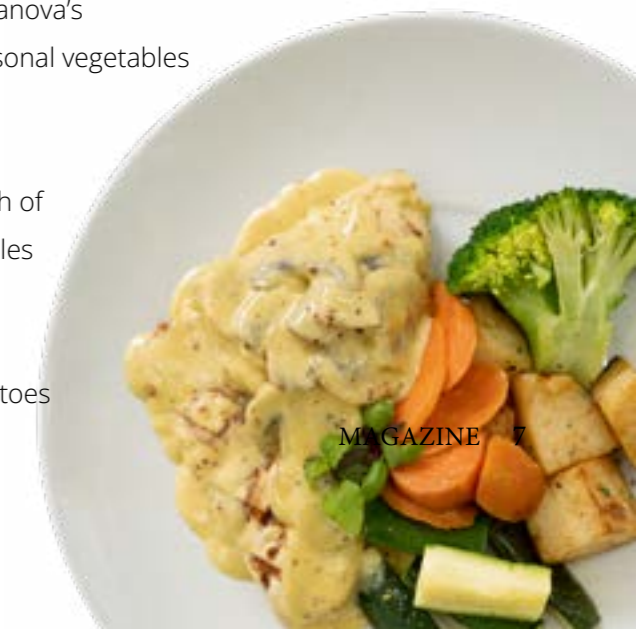 anova’s
sonal vegetables
h of
les
toes
MAGAZINE 7